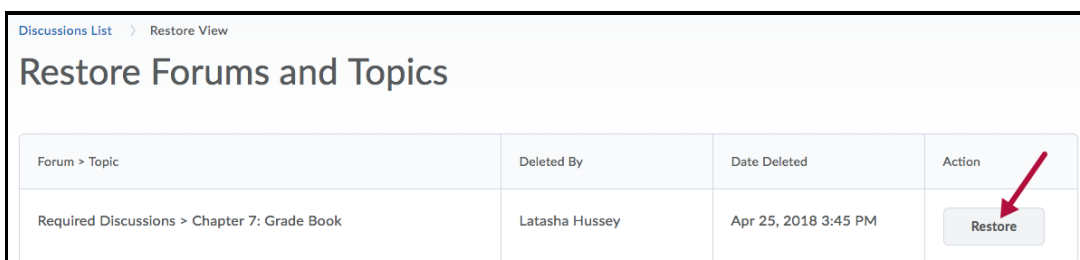 Discussions List > Restore View
Restore Forums and Topics
Forum > Topic Deleted By Date Deleted Action
Required Discussions > Chapter 7: Grade Book Latasha Hussey Apr 25, 2018 3:45 PM Restore